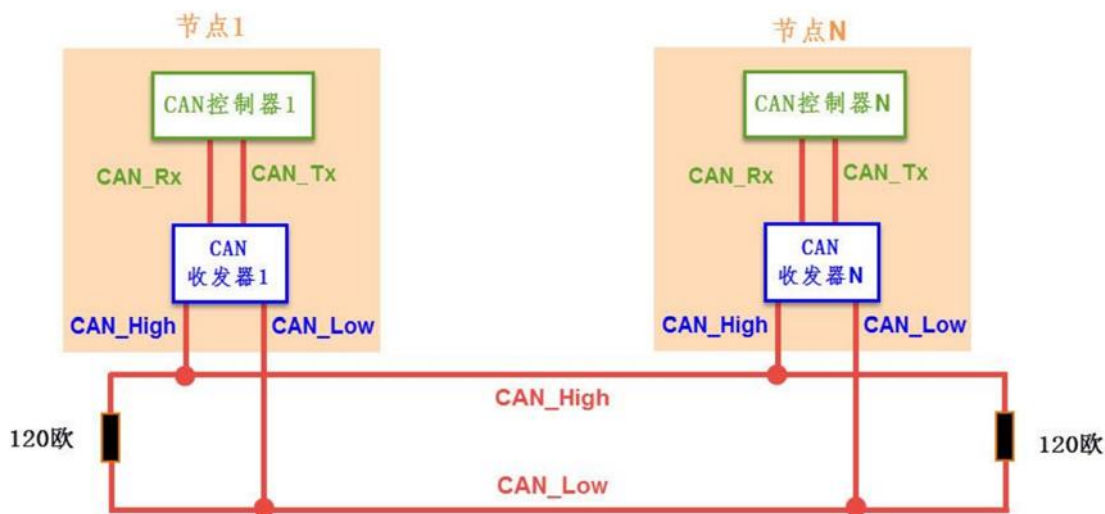 节点1
节点N
CAN控制器1
CAN控制器N
CAN_Rx
CAN_Tx
CAN_Rx
CAN_Tx
CAN
收发器1
CAN
收发器N
CAN_High
CAN_Low
CAN_High
CAN_Low
CAN_High
120欧
120欧
CAN_Low